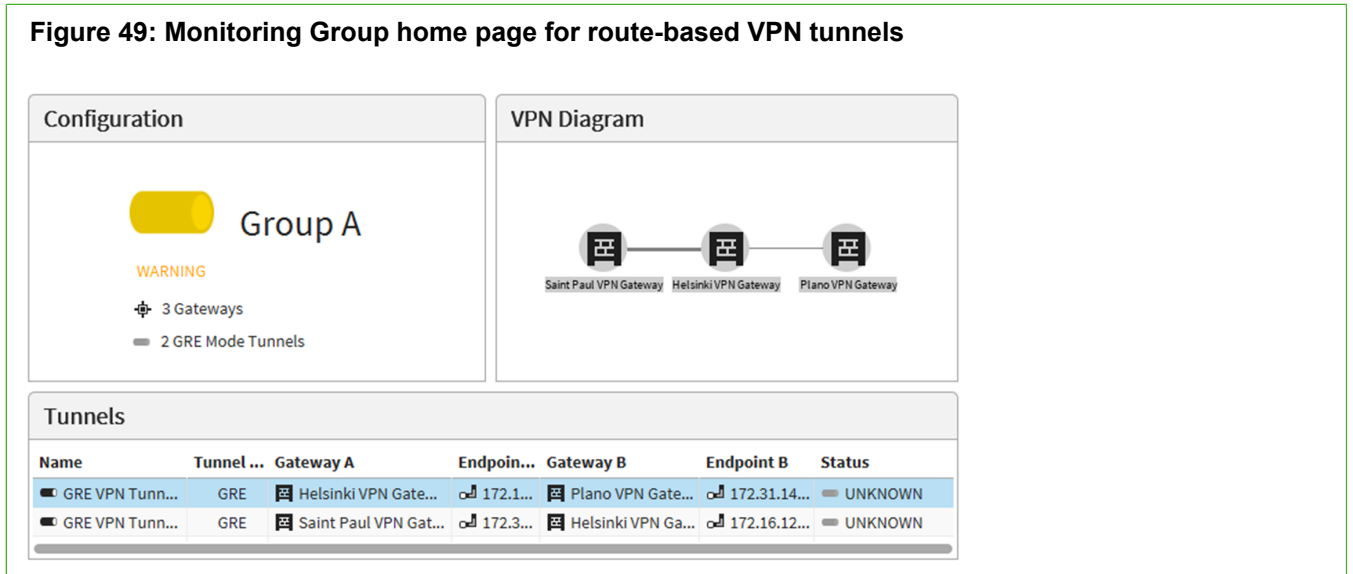 Figure 49: Monitoring Group home page for route-based VPN tunnels
Configuration
Group A
WARNING
3 Gateways
2 GRE Mode Tunnels
VPN Diagram
Saint Paul VPN Gateway Helsinki VPN Gateway Plano VPN Gateway
Tunnels
Name Tunnel ... Gateway A Endpoin... Gateway B Endpoint B Status
GRE VPN Tunn... GRE Helsinki VPN Gate... 172.1... Plano VPN Gate... 172.31.14... UNKNOWN
GRE VPN Tunn... GRE Saint Paul VPN Gat... 172.3... Helsinki VPN Ga... 172.16.12... UNKNOWN